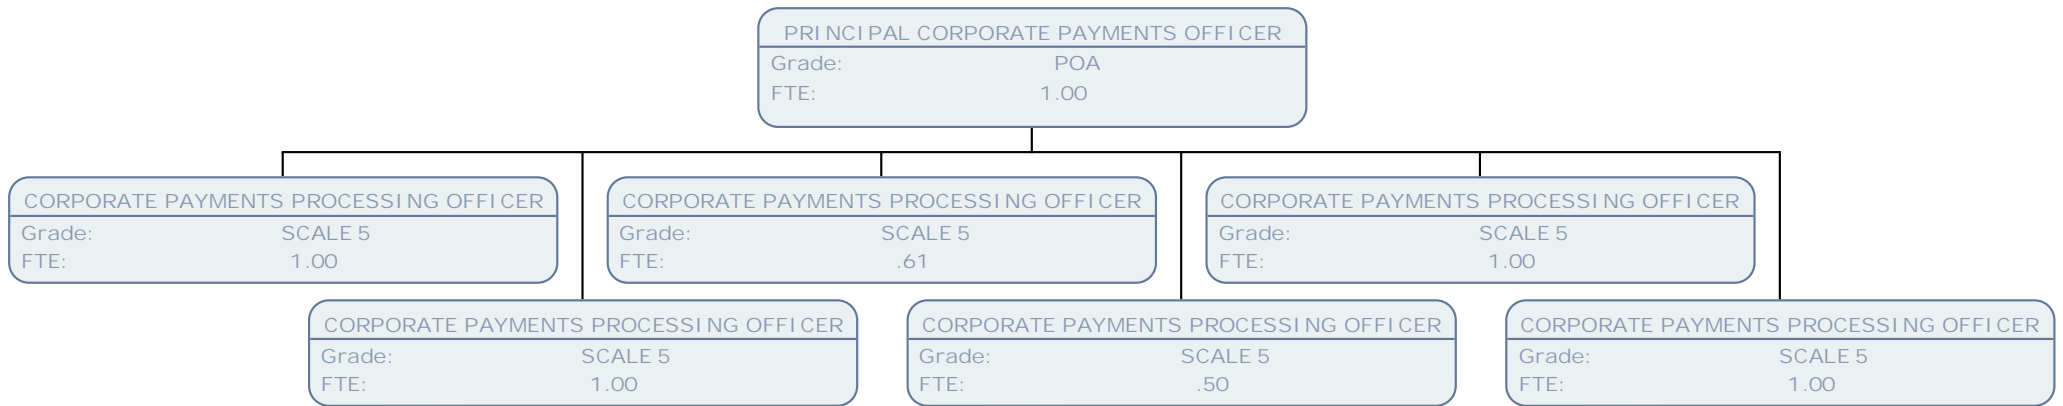 PRINCIPAL CORPORATE PAYMENTS OFFICER
Grade: POA
FTE: 1.00
CORPORATE PAYMENTS PROCESSING OFFICER
Grade: SCALE 5
FTE: 1.00
CORPORATE PAYMENTS PROCESSING OFFICER
Grade: SCALE 5
FTE: .61
CORPORATE PAYMENTS PROCESSING OFFICER
Grade: SCALE 5
FTE: 1.00
CORPORATE PAYMENTS PROCESSING OFFICER
Grade: SCALE 5
FTE: 1.00
CORPORATE PAYMENTS PROCESSING OFFICER
Grade: SCALE 5
FTE: .50
CORPORATE PAYMENTS PROCESSING OFFICER
Grade: SCALE 5
FTE: 1.00